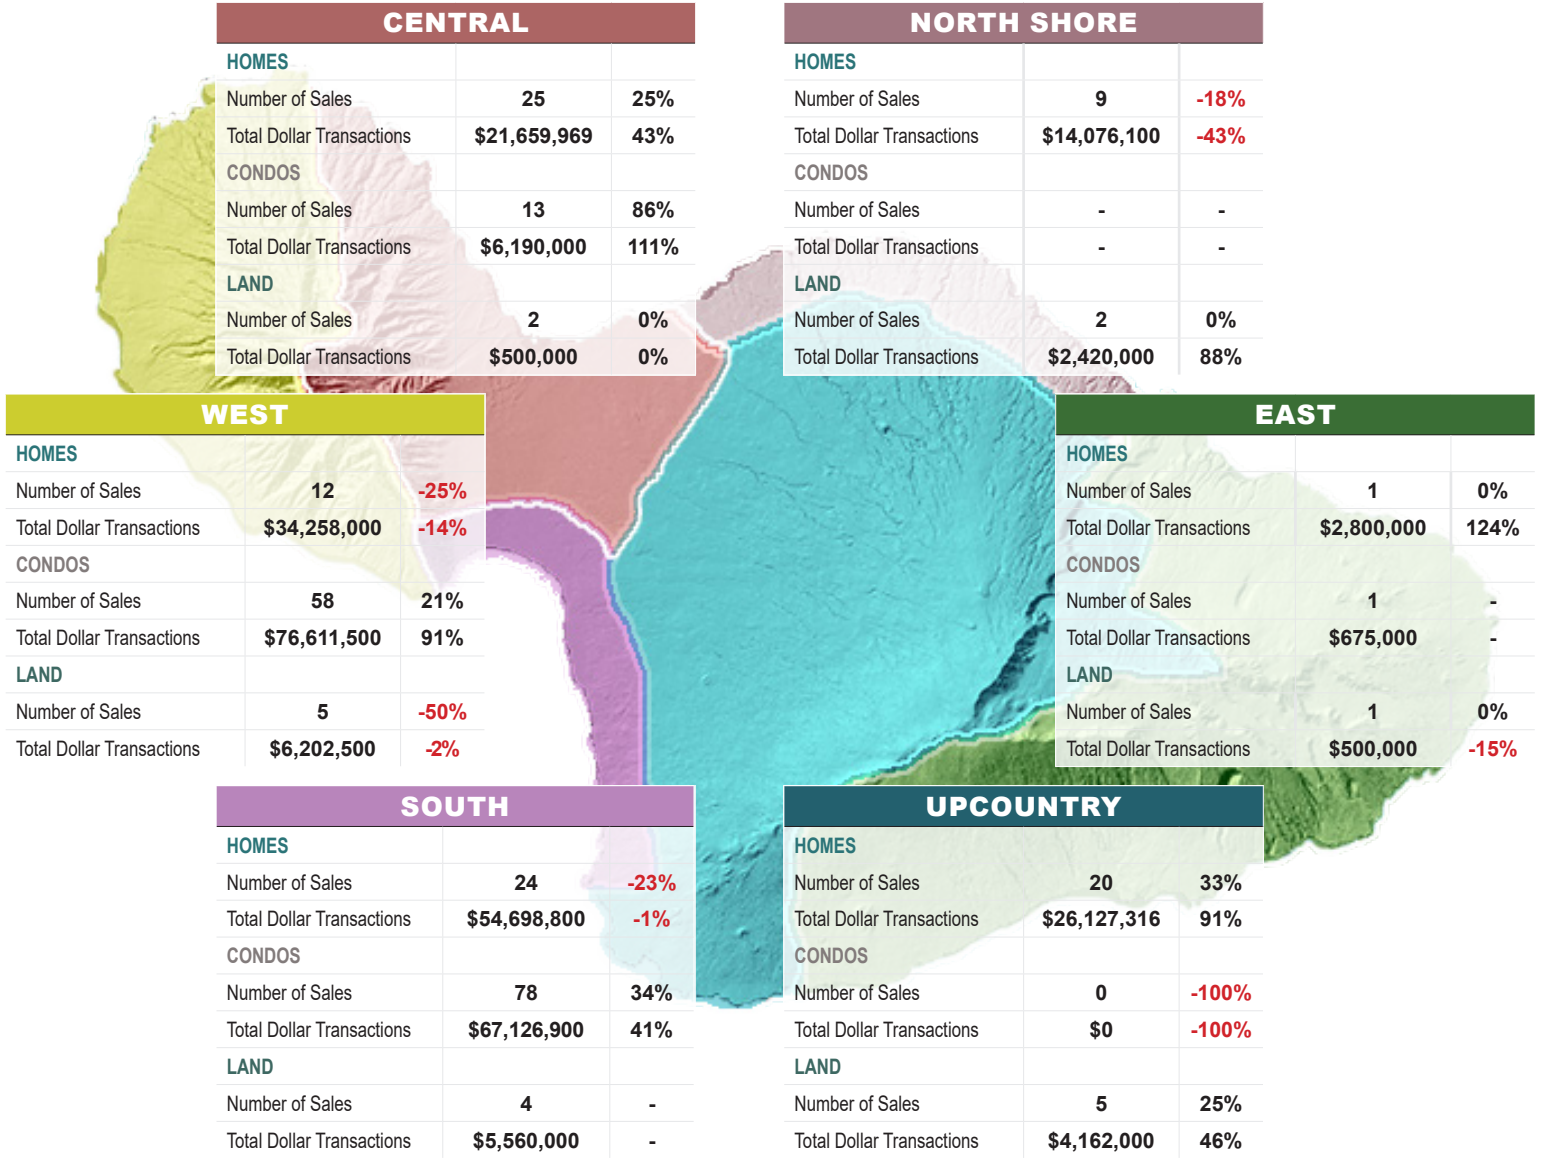 CENTRAL
HOMES
Number of Sales 25 25%
Total Dollar Transactions $21,659,969 43%
CONDOS
Number of Sales 13 86%
Total Dollar Transactions $6,190,000 111%
LAND
Number of Sales 2 0%
Total Dollar Transactions $500,000 0%
NORTH SHORE
HOMES
Number of Sales 9 -18%
Total Dollar Transactions $14,076,100 -43%
CONDOS
Number of Sales - -
Total Dollar Transactions - -
LAND
Number of Sales 2 0%
Total Dollar Transactions $2,420,000 88%
WEST
HOMES
Number of Sales 12 -25%
Total Dollar Transactions $34,258,000 -14%
CONDOS
Number of Sales 58 21%
Total Dollar Transactions $76,611,500 91%
LAND
Number of Sales 5 -50%
Total Dollar Transactions $6,202,500 -2%
EAST
HOMES
Number of Sales 1 0%
Total Dollar Transactions $2,800,000 124%
CONDOS
Number of Sales 1 -
Total Dollar Transactions $675,000 -
LAND
Number of Sales 1 0%
Total Dollar Transactions $500,000 -15%
SOUTH
HOMES
Number of Sales 24 -23%
Total Dollar Transactions $54,698,800 -1%
CONDOS
Number of Sales 78 34%
Total Dollar Transactions $67,126,900 41%
LAND
Number of Sales 4 -
Total Dollar Transactions $5,560,000 -
UPCOUNTRY
HOMES
Number of Sales 20 33%
Total Dollar Transactions $26,127,316 91%
CONDOS
Number of Sales 0 -100%
Total Dollar Transactions $0 -100%
LAND
Number of Sales 5 25%
Total Dollar Transactions $4,162,000 46%